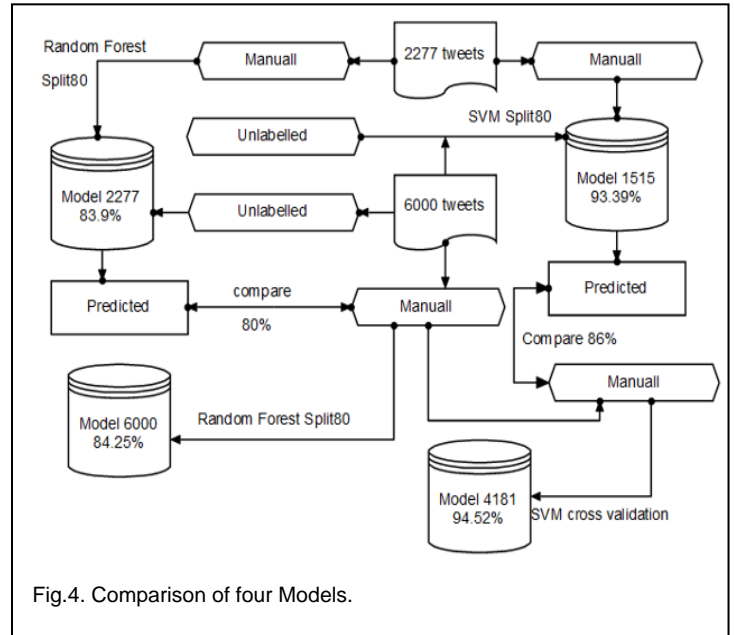 Random Forest
Split80
Manuall
2277 tweets
Manuall
SVM Split80
Unlabelled
Model 2277
83.9%
Unlabelled
6000 tweets
Model 1515
93.39%
Predicted
compare
80%
Manuall
Predicted
Compare 86%
Manuall
Model 6000
84.25%
Random Forest Split80
Model 4181
94.52%
SVM cross validation
Fig.4. Comparison of four Models.